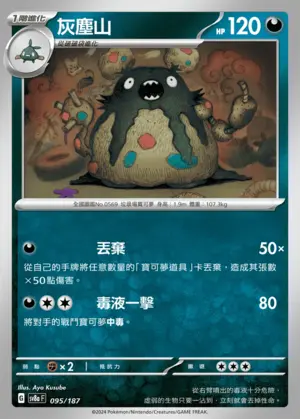 1階進化
灰塵山
HP 120
從破破袋進化
全國圖鑑No.0569 垃圾場寶可夢 身高：1.9m 體重：107.3kg
丟棄 50×
從自己的手牌將任意數量的「寶可夢道具」卡丟棄，造成其張數
×50點傷害。
毒液一擊 80
將對手的戰鬥寶可夢中毒。
弱點 ×2 抵抗力 撤退
Illus. Ayo Kusube
G sv8a F 095/187
從右臂噴出的毒液十分危險。
虛弱的生物只要一沾上，立刻就會丟掉性命。
©2024 Pokémon/Nintendo/Creatures/GAME FREAK.